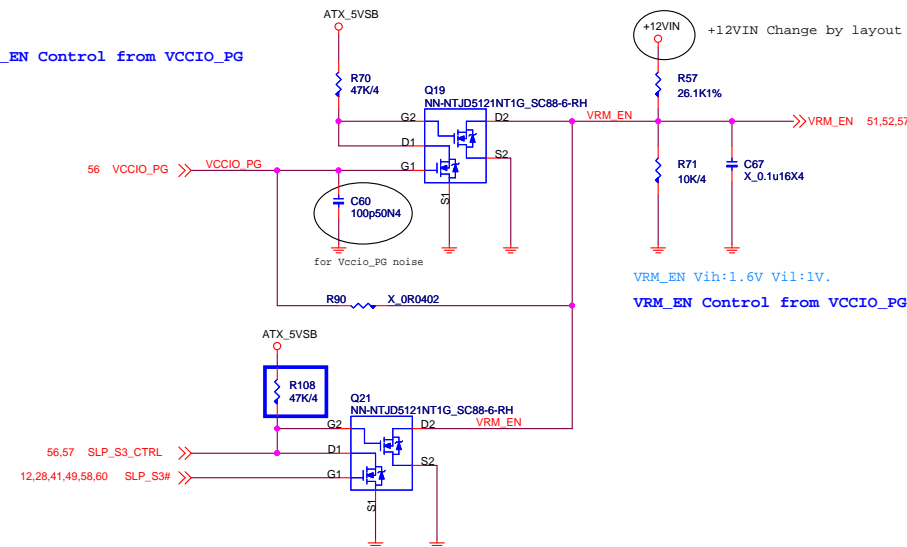 ATX_5VSB
+12VIN
+12VIN Change by layout
_EN Control from VCCIO_PG
R70
47K/4
Q19
NN-NTJD5121NT1G_SC88-6-RH
R57
26.1K1%
G2
D2
VRM_EN
VRM_EN 51,52,57
D1
S2
56 VCCIO_PG
VCCIO_PG
G1
R71
10K/4
C67
X_0.1u16X4
S1
C60
100p50N4
for Vccio_PG noise
VRM_EN Vih:1.6V Vil:1V.
R90
X_0R0402
VRM_EN Control from VCCIO_PG
ATX_5VSB
R108
47K/4
Q21
NN-NTJD5121NT1G_SC88-6-RH
G2
D2
VRM_EN
56,57 SLP_S3_CTRL
D1
S2
12,28,41,49,58,60 SLP_S3#
G1
S1